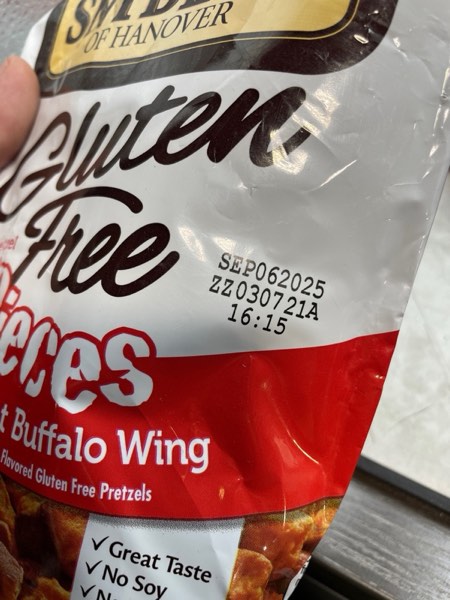 OF HANOVER
Gluten
Free
SEP062025
ZZ030721A
16:15
Buffalo Wing
Flavored Gluten Free Pretzels
✓ Great Taste
✓ No Soy